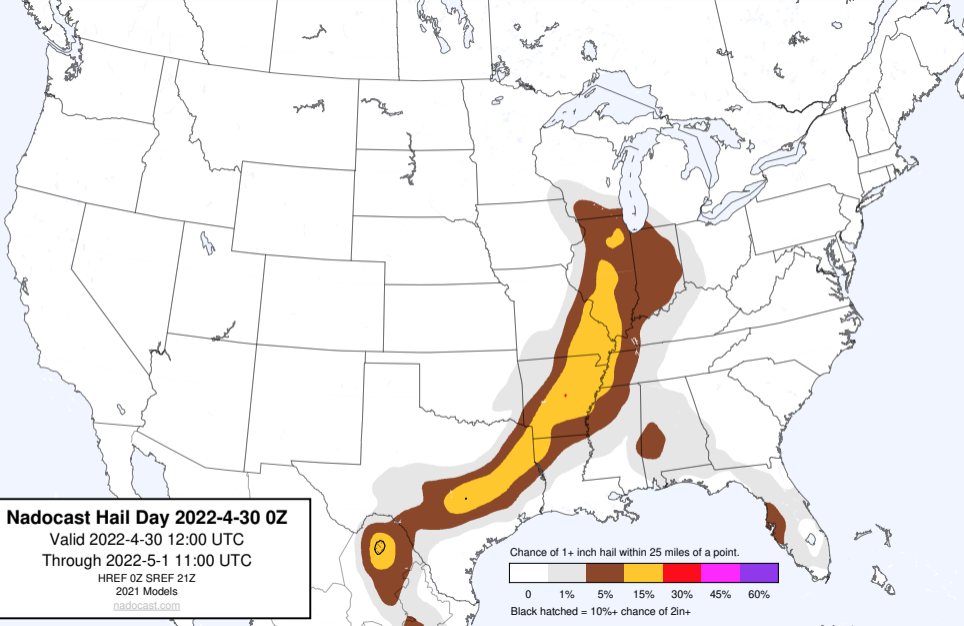 Nadocast Hail Day 2022-4-30 0Z
Valid 2022-4-30 12:00 UTC
Through 2022-5-1 11:00 UTC
HREF 0Z SREF 21Z
2021 Models
nadocast.com
Chance of 1+ inch hail within 25 miles of a point.
0 1% 5% 15% 30% 45% 60%
Black hatched = 10%+ chance of 2in+